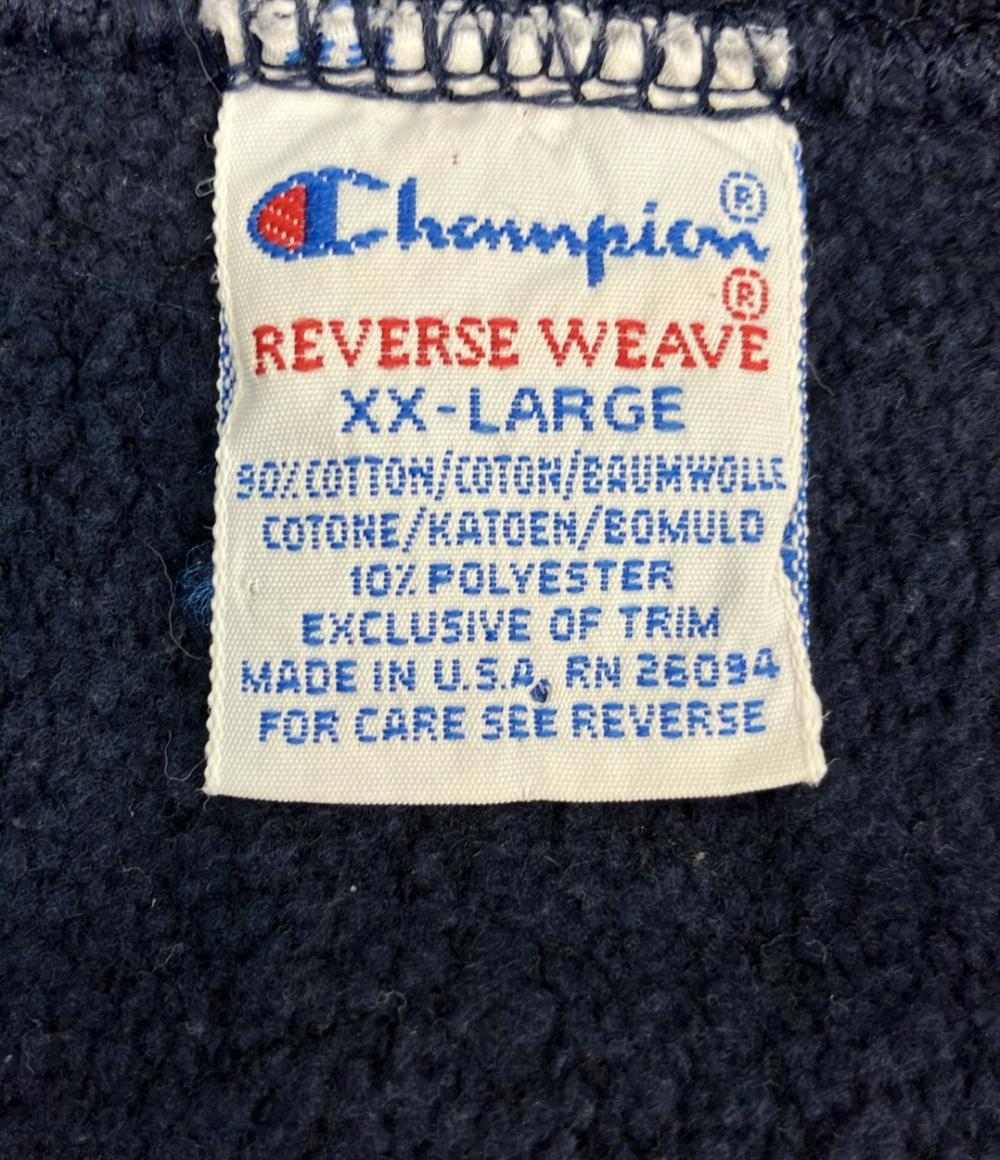 Champion®
REVERSE WEAVE®
XX-LARGE
90% COTTON/COTON/BAUMWOLLE
COTONE/KATOEN/BOMULD
10% POLYESTER
EXCLUSIVE OF TRIM
MADE IN U.S.A. RN 26094
FOR CARE SEE REVERSE